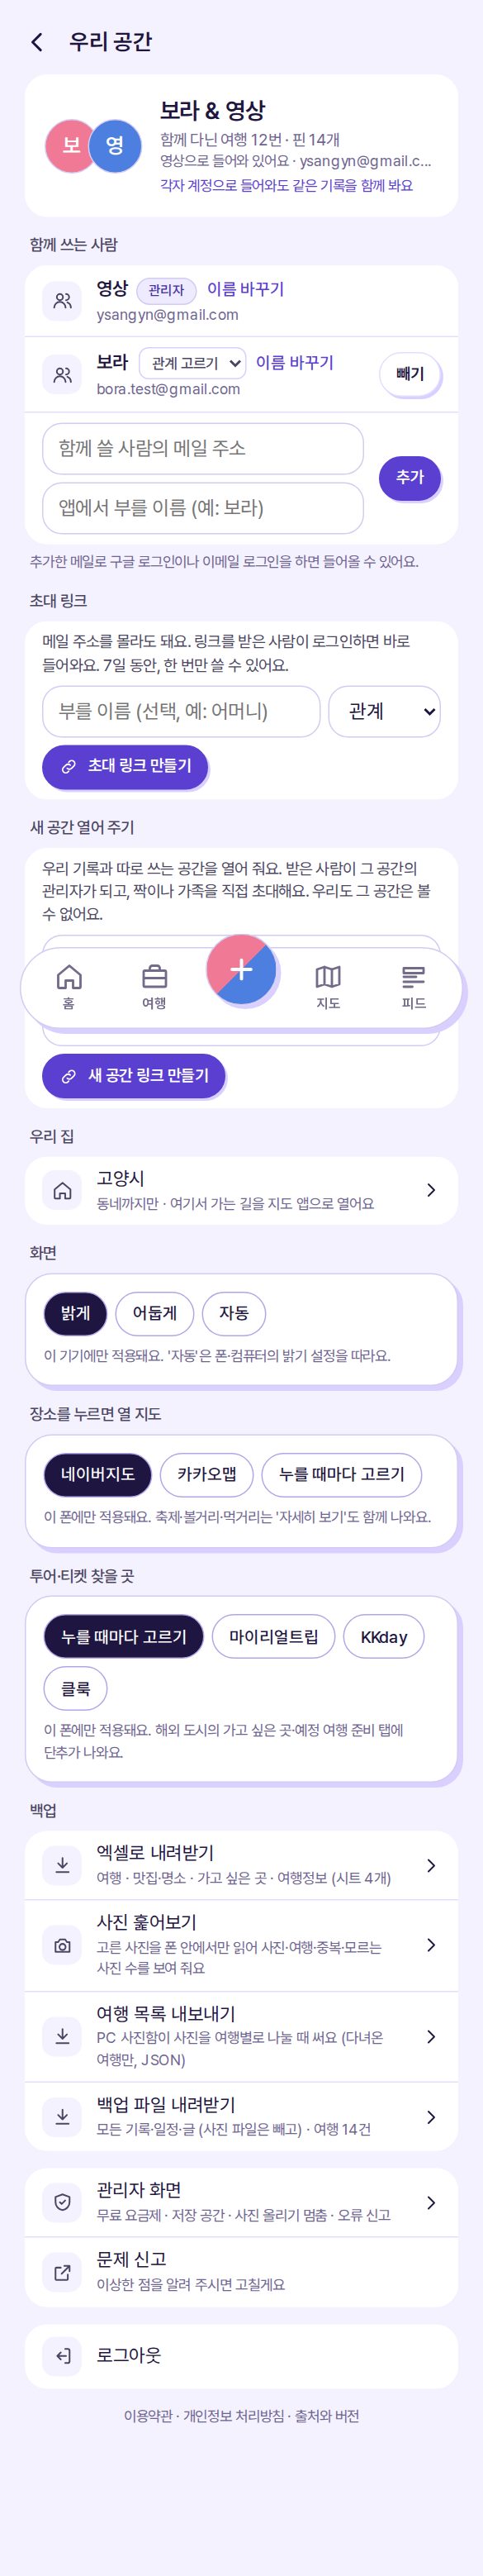 우리 공간
보
영
보라 & 영상
함께 다닌 여행 12번 · 핀 14개
영상으로 들어와 있어요 · ysangyn@gmail.c...
각자 계정으로 들어와도 같은 기록을 함께 봐요
함께 쓰는 사람
영상 관리자 이름 바꾸기
ysangyn@gmail.com
보라 관계 고르기 이름 바꾸기
bora.test@gmail.com
빼기
함께 쓸 사람의 메일 주소
앱에서 부를 이름 (예: 보라)
추가
추가한 메일로 구글 로그인이나 이메일 로그인을 하면 들어올 수 있어요.
초대 링크
메일 주소를 몰라도 돼요. 링크를 받은 사람이 로그인하면 바로
들어와요. 7일 동안, 한 번만 쓸 수 있어요.
부를 이름 (선택, 예: 어머니)
관계
초대 링크 만들기
새 공간 열어 주기
우리 기록과 따로 쓰는 공간을 열어 줘요. 받은 사람이 그 공간의
관리자가 되고, 짝이나 가족을 직접 초대해요. 우리도 그 공간은 볼
수 없어요.
홈
여행
지도
피드
새 공간 링크 만들기
우리 집
고양시
동네까지만 · 여기서 가는 길을 지도 앱으로 열어요
화면
밝게
어둡게
자동
이 기기에만 적용돼요. '자동'은 폰·컴퓨터의 밝기 설정을 따라요.
장소를 누르면 열 지도
네이버지도
카카오맵
누를 때마다 고르기
이 폰에만 적용돼요. 축제·볼거리·먹거리는 '자세히 보기'도 함께 나와요.
투어·티켓 찾을 곳
누를 때마다 고르기
마이리얼트립
KKday
클룩
이 폰에만 적용돼요. 해외 도시의 가고 싶은 곳·예정 여행 준비 탭에
단추가 나와요.
백업
엑셀로 내려받기
여행 · 맛집·명소 · 가고 싶은 곳 · 여행정보 (시트 4개)
사진 훑어보기
고른 사진을 폰 안에서만 읽어 사진·여행·중복·모르는
사진 수를 보여 줘요
여행 목록 내보내기
PC 사진함이 사진을 여행별로 나눌 때 써요 (다녀온
여행만, JSON)
백업 파일 내려받기
모든 기록·일정·글 (사진 파일은 빼고) · 여행 14건
관리자 화면
무료 요금제 · 저장 공간 · 사진 올리기 멈춤 · 오류 신고
문제 신고
이상한 점을 알려 주시면 고칠게요
로그아웃
이용약관 · 개인정보 처리방침 · 출처와 버전